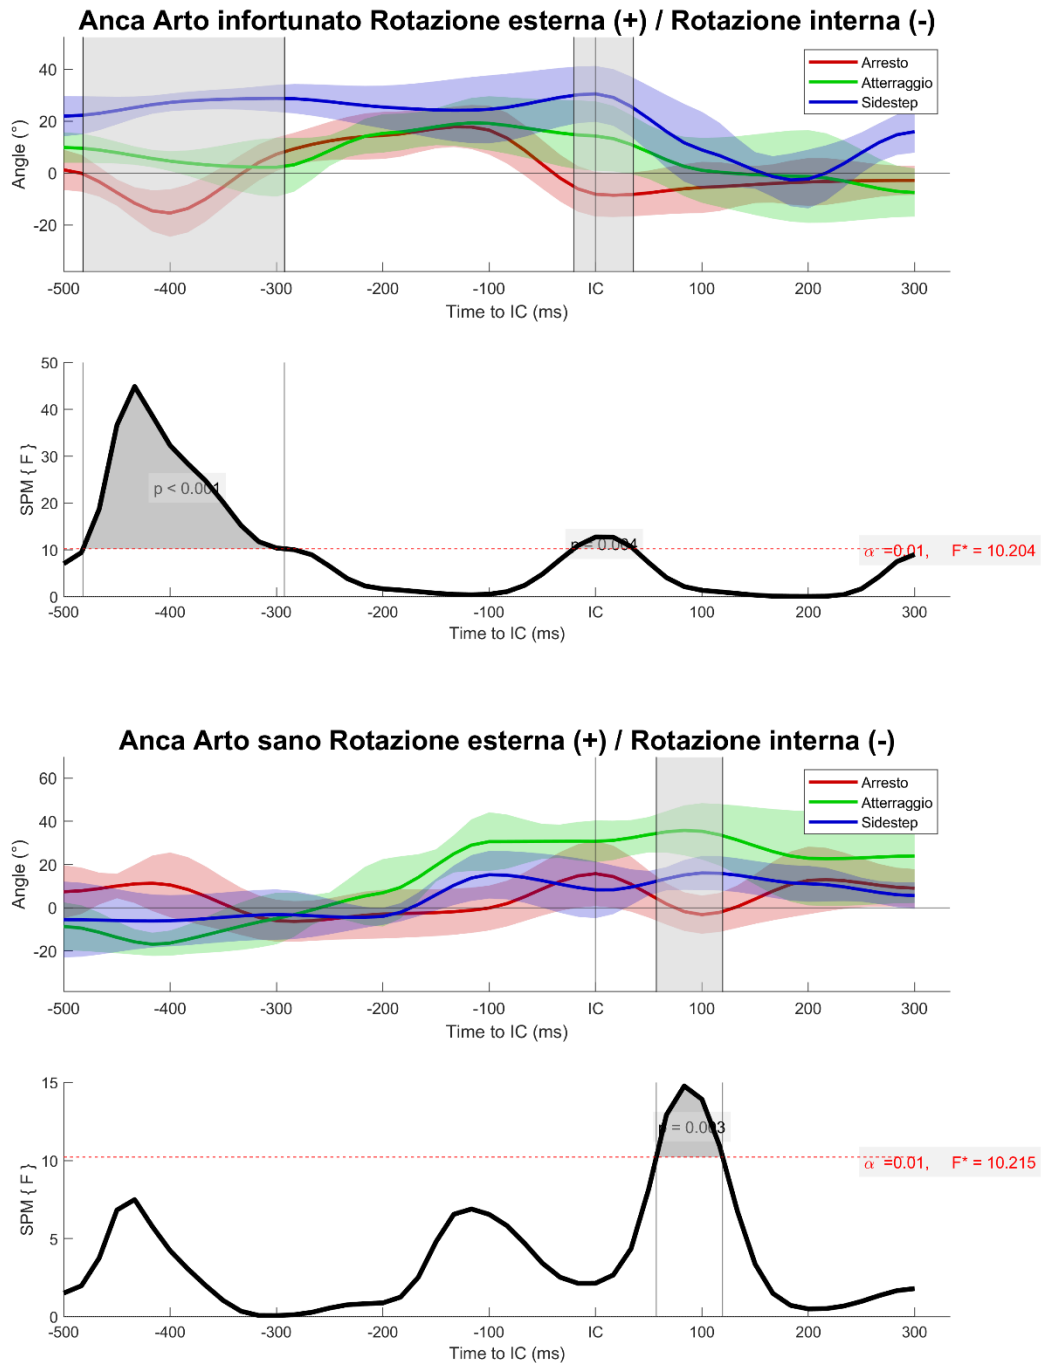 Anca Arto infortunato Rotazione esterna (+) / Rotazione interna (-)
Angle (°)
40
20
0
-20
Arresto
Atterraggio
Sidestep
-500 -400 -300 -200 -100 IC 100 200 300
Time to IC (ms)
SPM { F }
50
40
30
20
10
0
p < 0.001
p = 0.004
α =0.01, F* = 10.204
-500 -400 -300 -200 -100 IC 100 200 300
Time to IC (ms)
Anca Arto sano Rotazione esterna (+) / Rotazione interna (-)
Angle (°)
60
40
20
0
-20
Arresto
Atterraggio
Sidestep
-500 -400 -300 -200 -100 IC 100 200 300
Time to IC (ms)
SPM { F }
15
10
5
0
p = 0.003
α =0.01, F* = 10.215
-500 -400 -300 -200 -100 IC 100 200 300
Time to IC (ms)